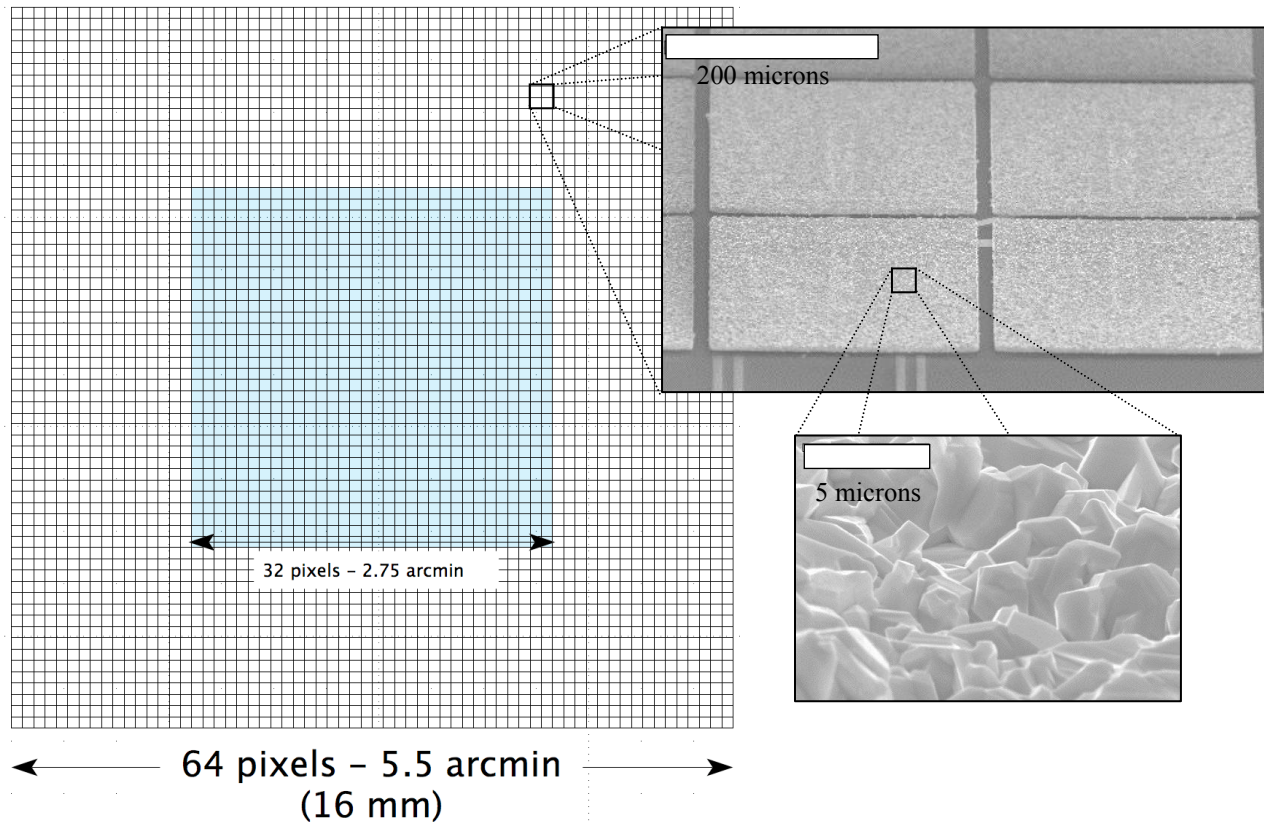 200 microns
5 microns
32 pixels – 2.75 arcmin
64 pixels – 5.5 arcmin
(16 mm)